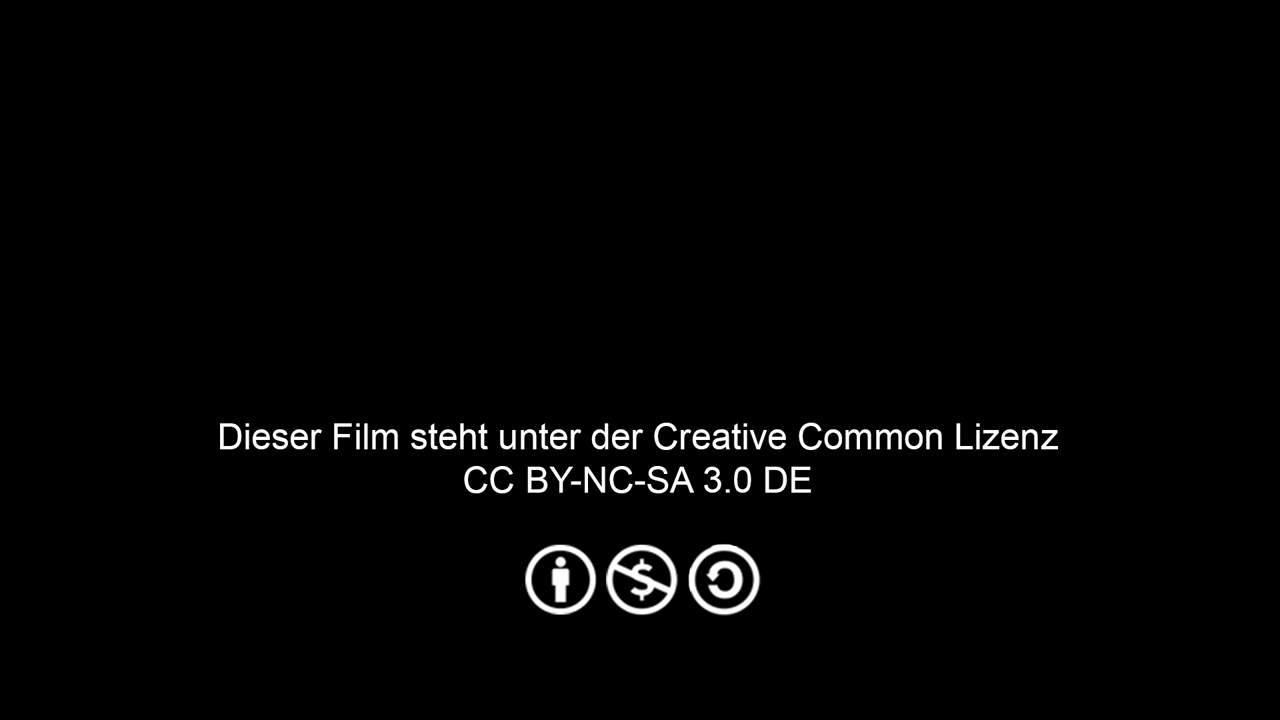 Dieser Film steht unter der Creative Common Lizenz
CC BY-NC-SA 3.0 DE